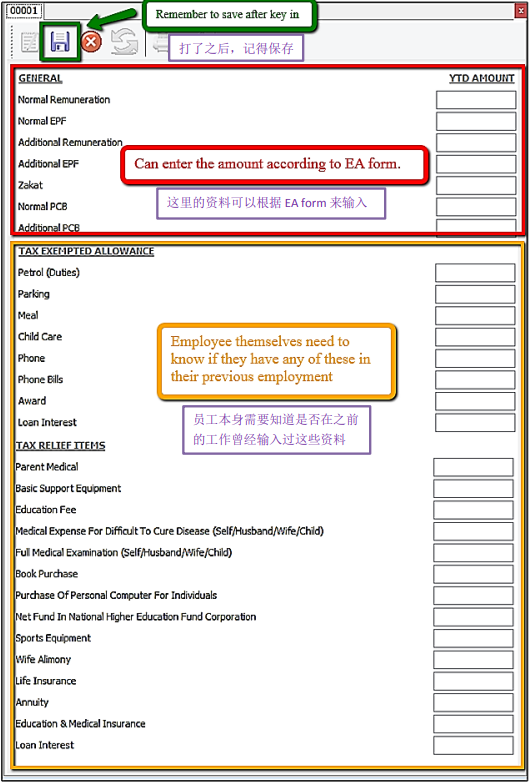 00001
Remember to save after key in
打了之后，记得保存
GENERAL
YTD AMOUNT
Normal Remuneration
Normal EPF
Additional Remuneration
Additional EPF
Can enter the amount according to EA form.
Zakat
这里的资料可以根据 EA form 来输入
Normal PCB
Additional PCB
TAX EXEMPTED ALLOWANCE
Petrol (Duties)
Parking
Meal
Child Care
Employee themselves need to
know if they have any of these in
their previous employment
Phone
Phone Bills
Award
员工本身需要知道是否在之前
的工作曾经输入过这些资料
Loan Interest
TAX RELIEF ITEMS
Parent Medical
Basic Support Equipment
Education Fee
Medical Expense For Difficult To Cure Disease (Self/Husband/Wife/Child)
Full Medical Examination (Self/Husband/Wife/Child)
Book Purchase
Purchase Of Personal Computer For Individuals
Net Fund In National Higher Education Fund Corporation
Sports Equipment
Wife Alimony
Life Insurance
Annuity
Education & Medical Insurance
Loan Interest